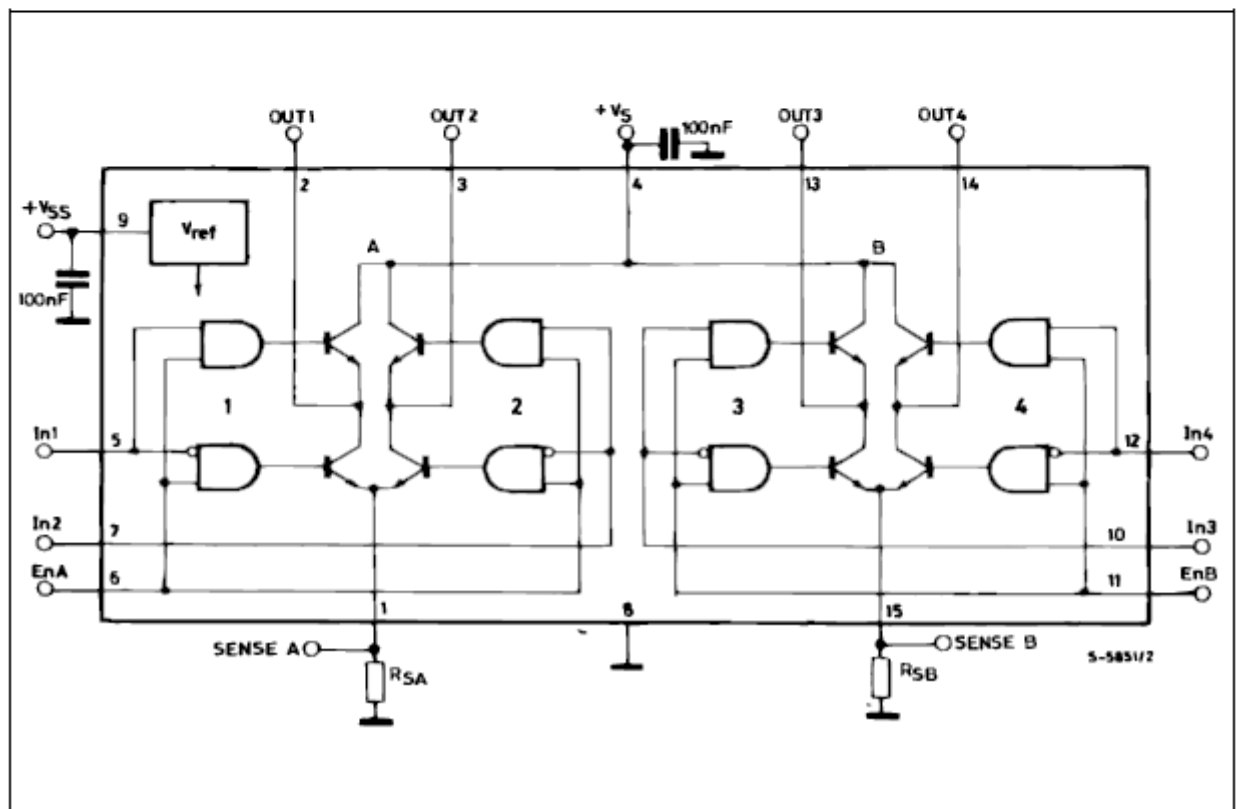 OUT1 OUT2 +VS 100nF OUT3 OUT4
2 3 4 13 14
+VSS 9 Vref
A B
100nF
1 2 3 4
In1 5 12 In4
In2 7 10 In3
EnA 6 11 EnB
1 8 15
SENSE A SENSE B
S-5851/2
RSA RSB